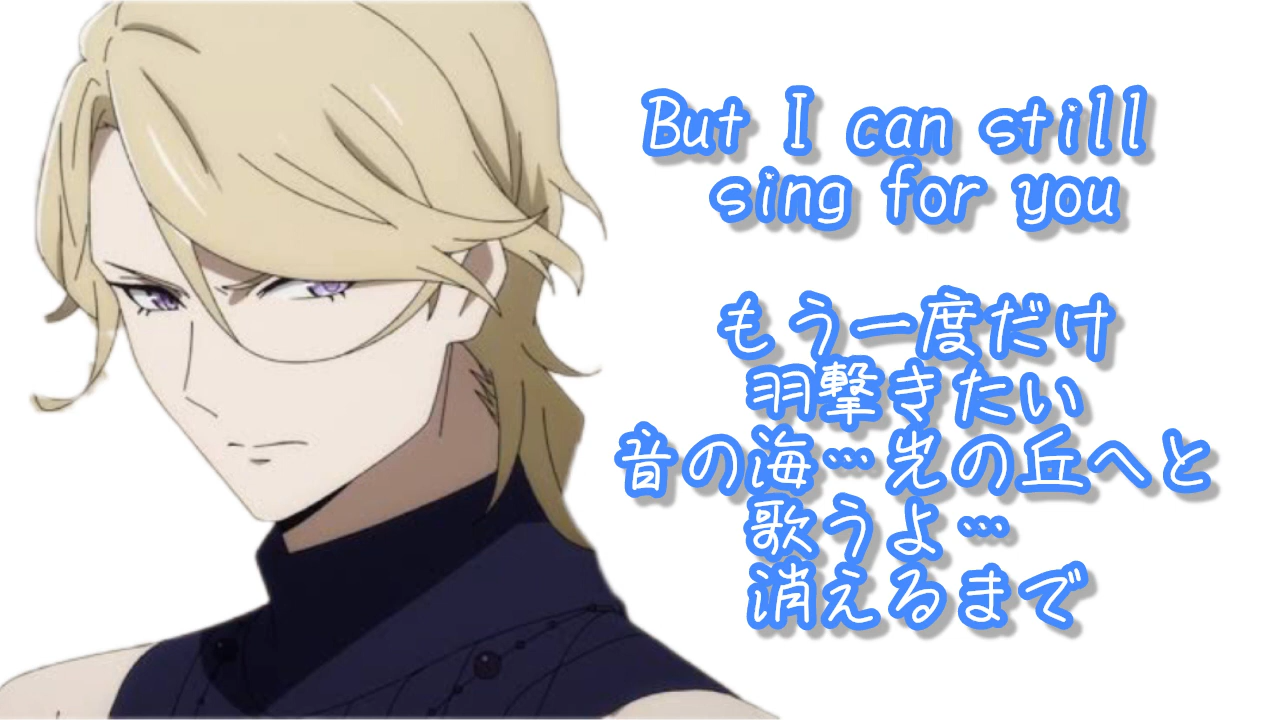 But I can still
sing for you
もう一度だけ
羽撃きたい
音の海…光の丘へと
歌うよ…
消えるまで